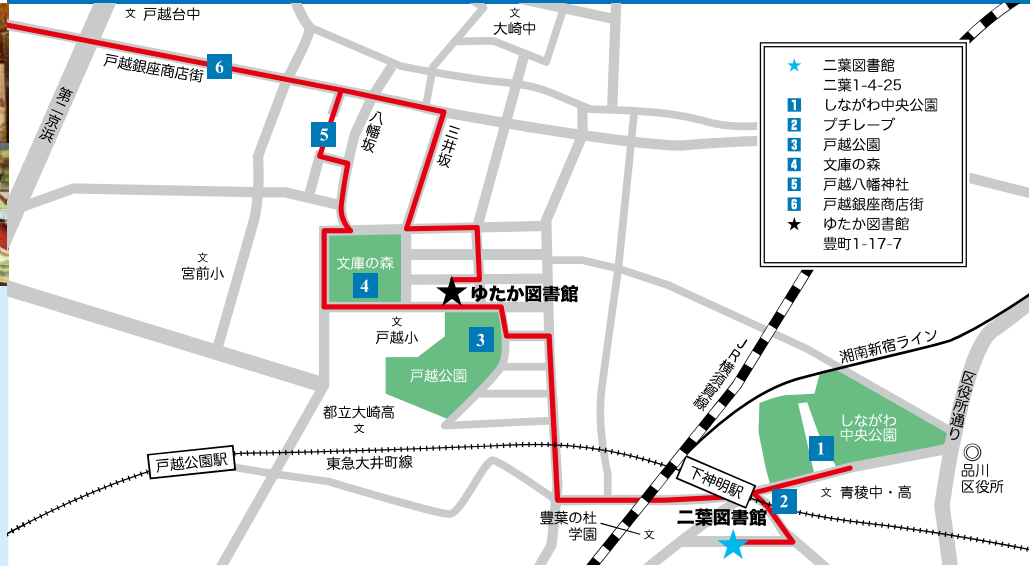 文 戸越台中
文
大崎中
戸越銀座商店街
6
第二京浜
5
八幡坂
三井坂
★ 二葉図書館
二葉1-4-25
1 しながわ中央公園
2 プチレーブ
3 戸越公園
4 文庫の森
5 戸越八幡神社
6 戸越銀座商店街
★ ゆたか図書館
豊町1-17-7
文
宮前小
文庫の森
4
ゆたか図書館
文
戸越小
3
戸越公園
JR横須賀線
湘南新宿ライン
区役所通り
都立大崎高
文
しながわ
中央公園
1
戸越公園駅
東急大井町線
下神明駅
品川
区役所
2
文 青稜中・高
豊葉の杜
学園
文
二葉図書館